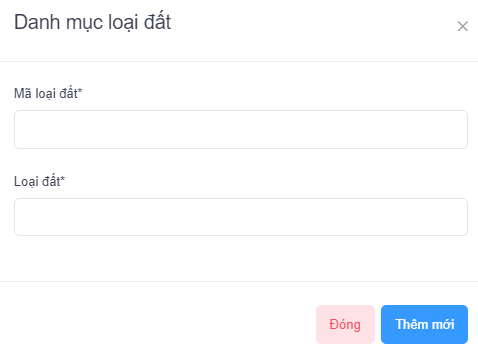 Danh mục loại đất
Mã loại đất*
Loại đất*
Đóng
Thêm mới